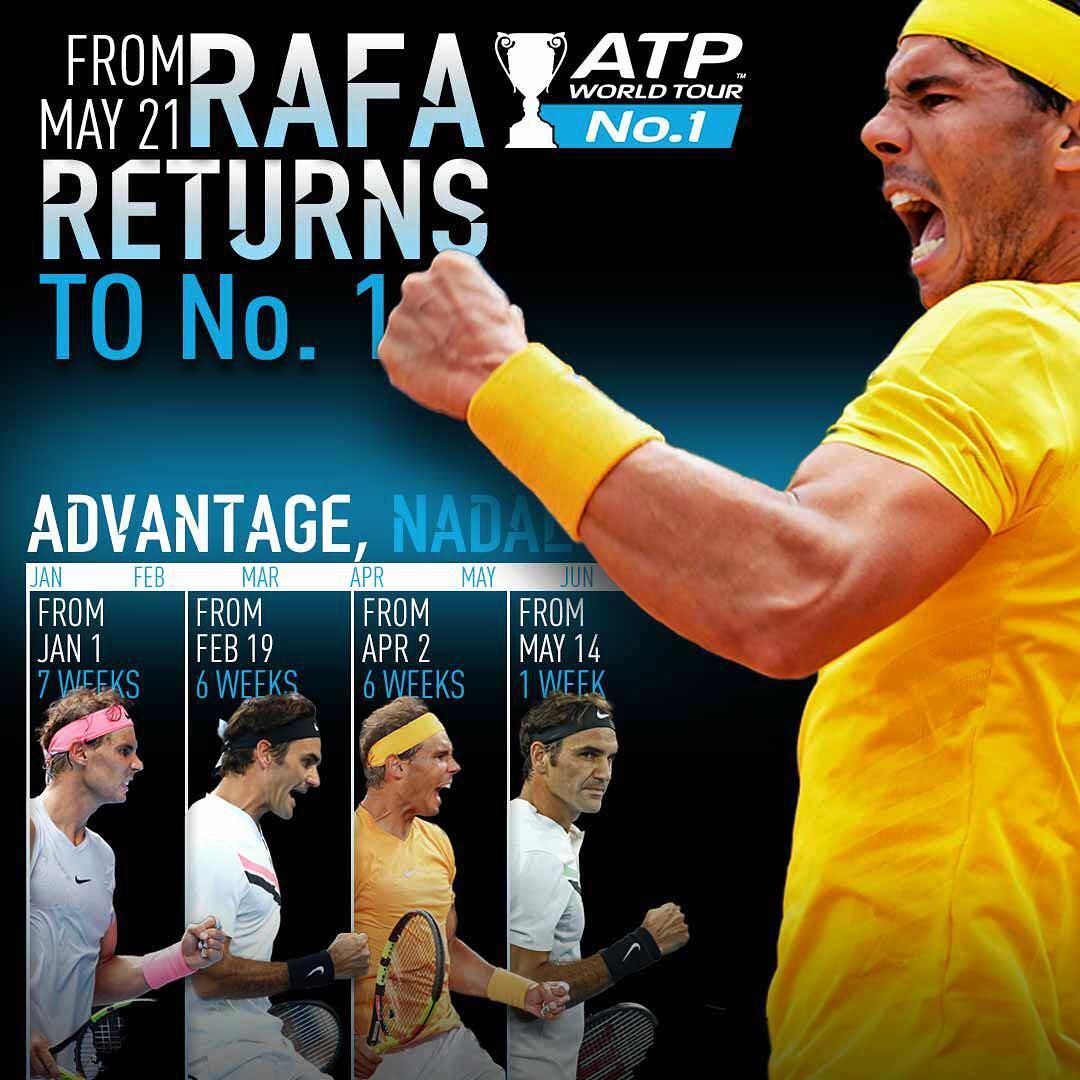 FROM
MAY 21
RAFA
RETURNS
TO No. 1
ATP
WORLD TOUR™
No.1
ADVANTAGE, NADAL
JAN FEB MAR APR MAY JUN
FROM
JAN 1
7 WEEKS
FROM
FEB 19
6 WEEKS
FROM
APR 2
6 WEEKS
FROM
MAY 14
1 WEEK